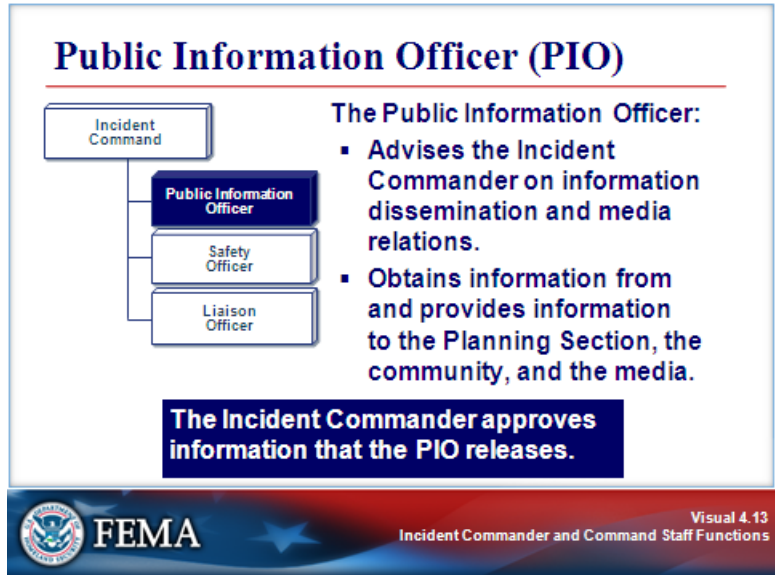 Public Information Officer (PIO)
Incident
Command
Public Information
Officer
Safety
Officer
Liaison
Officer
The Public Information Officer:
▪ Advises the Incident
Commander on information
dissemination and media
relations.
▪ Obtains information from
and provides information
to the Planning Section, the
community, and the media.
The Incident Commander approves
information that the PIO releases.
FEMA
Visual 4.13
Incident Commander and Command Staff Functions